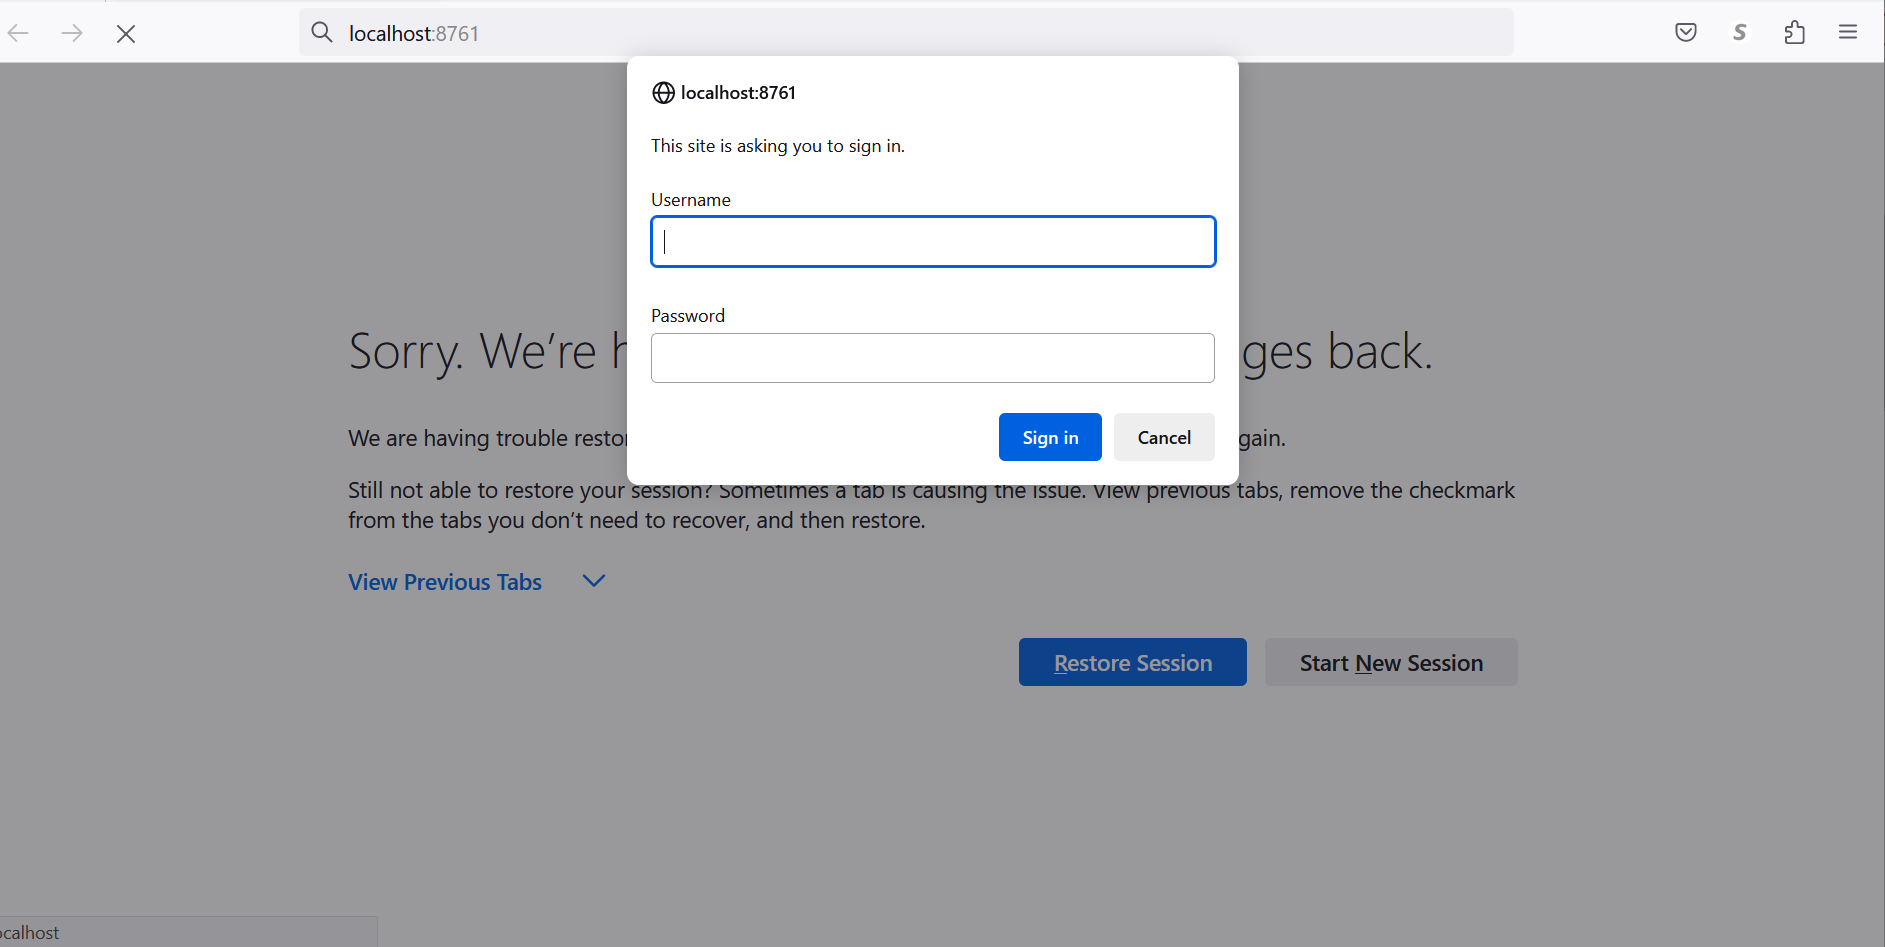 localhost:8761
S
localhost:8761
This site is asking you to sign in.
Username
Password
Sign in
Cancel
Sorry. We’re ges back.
We are having trouble gain.
Still not able to restore your session? Sometimes a tab is causing the issue. View previous tabs, remove the checkmark
from the tabs you don’t need to recover, and then restore.
View Previous Tabs
Restore Session
Start New Session
ocalhost